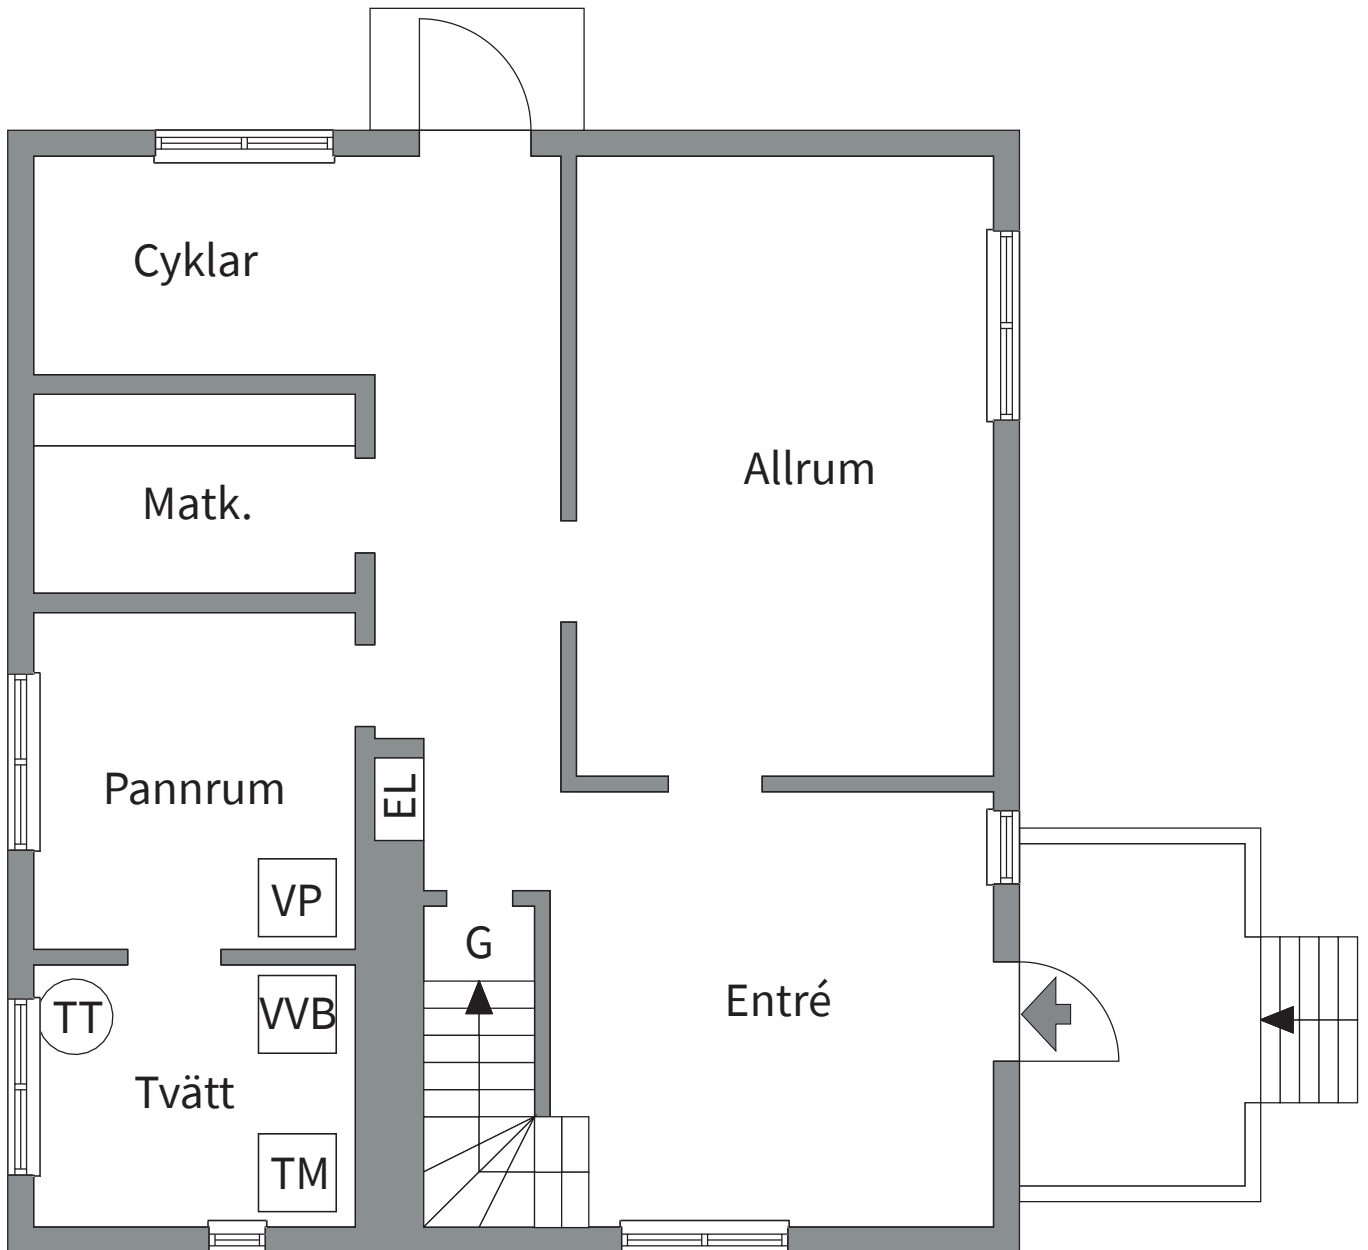 Cyklar
Allrum
Matk.
Pannrum
EL
VP
G
Entré
TT
VVB
Tvätt
TM